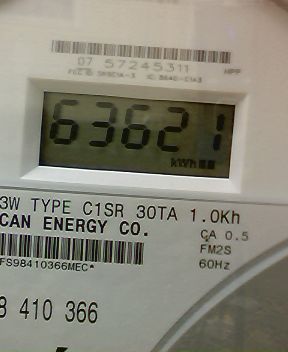 07 57245311
63621
kWh
3W TYPE C1SR 30TA 1.0Kh
CAN ENERGY CO.
CA 0.5
FM2S
60Hz
FS98410366MEC*
8 410 366